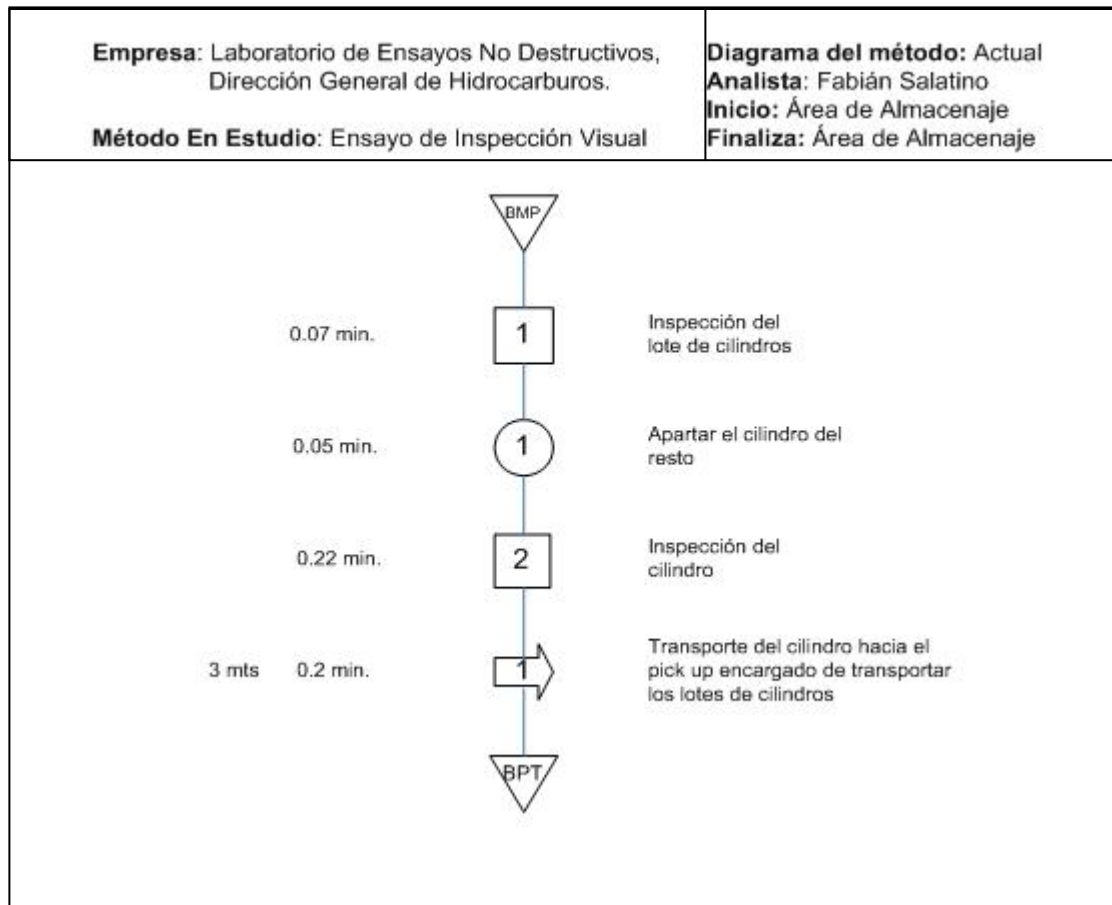 Empresa: Laboratorio de Ensayos No Destructivos,
Dirección General de Hidrocarburos.
Método En Estudio: Ensayo de Inspección Visual
Diagrama del método: Actual
Analista: Fabián Salatino
Inicio: Área de Almacenaje
Finaliza: Área de Almacenaje
BMP
0.07 min.
1
Inspección del
lote de cilindros
0.05 min.
1
Apartar el cilindro del
resto
0.22 min.
2
Inspección del
cilindro
3 mts
0.2 min.
1
Transporte del cilindro hacia el
pick up encargado de transportar
los lotes de cilindros
BPT